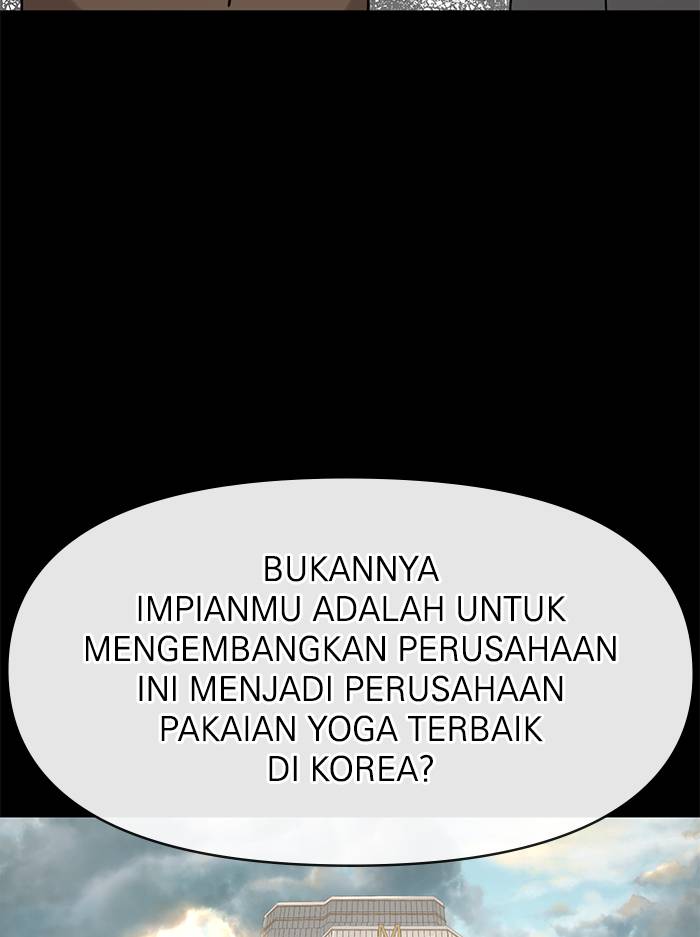 BUKANNYA
IMPIANMU ADALAH UNTUK
MENGEMBANGKAN PERUSAHAAN
INI MENJADI PERUSAHAAN
PAKAIAN YOGA TERBAIK
DI KOREA?